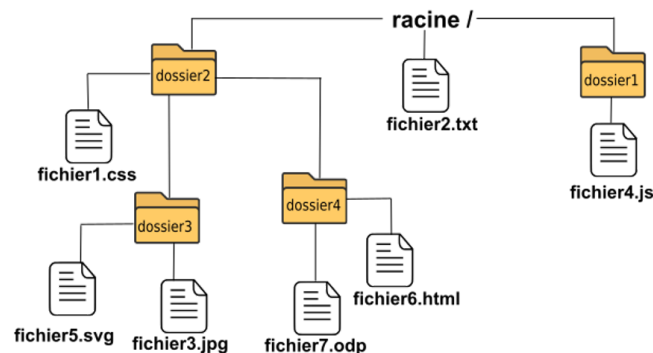 racine /
dossier2
dossier1
fichier2.txt
fichier1.css
fichier4.js
dossier3
dossier4
fichier6.html
fichier5.svg
fichier3.jpg
fichier7.odp